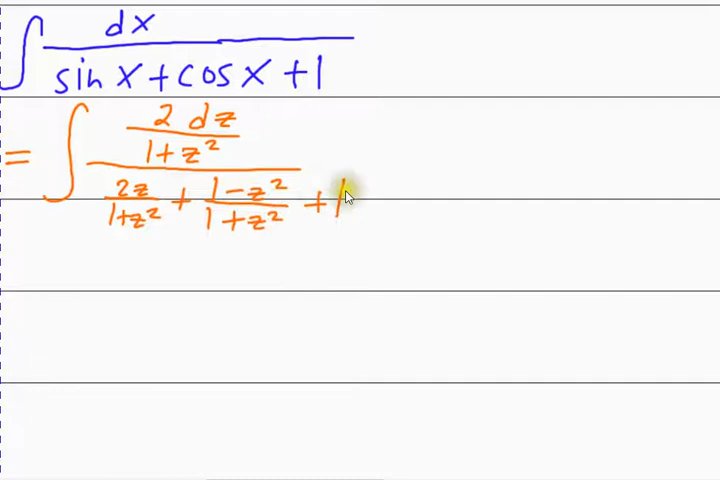 ∫ dx / (sin x + cos x + 1)
= ∫ (2 dz / (1 + z²)) / (2z / (1+z²) + (1 − z²) / (1 + z²) + 1)